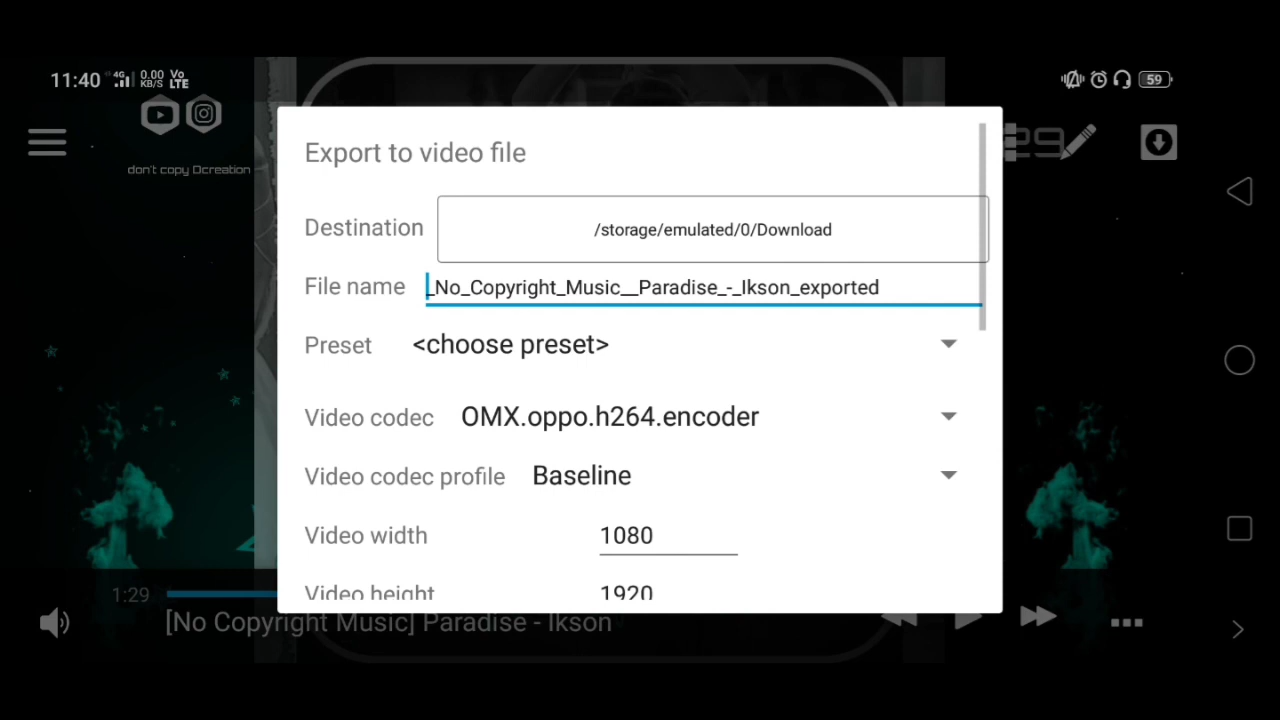 11:40 4G 0.00 KB/S Vo LTE 59
don't copy Dcreation
29
Export to video file
Destination /storage/emulated/0/Download
File name _No_Copyright_Music__Paradise_-_Ikson_exported
Preset <choose preset>
Video codec OMX.oppo.h264.encoder
Video codec profile Baseline
Video width 1080
Video height 1920
1:29
[No Copyright Music] Paradise - Ikson